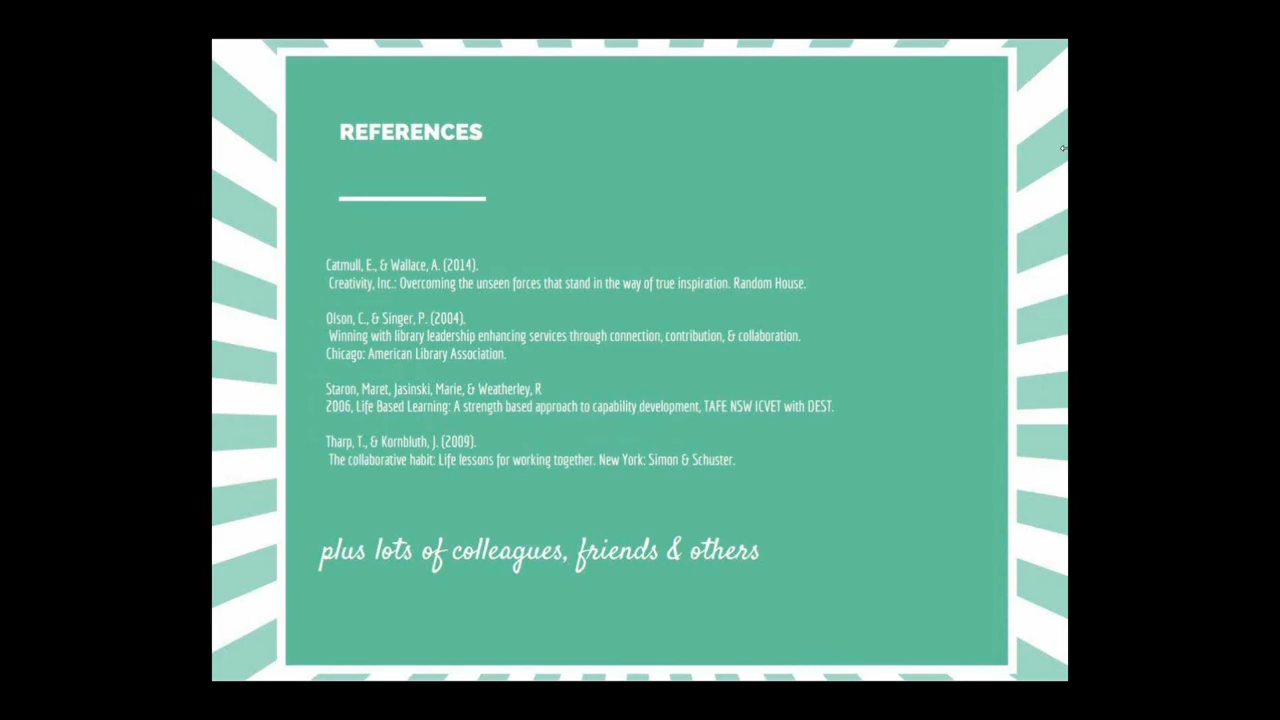 REFERENCES
Catmull, E., & Wallace, A. (2014).
Creativity, Inc.: Overcoming the unseen forces that stand in the way of true inspiration. Random House.
Olson, C., & Singer, P. (2004).
Winning with library leadership enhancing services through connection, contribution, & collaboration.
Chicago: American Library Association.
Staron, Maret, Jasinski, Marie, & Weatherley, R
2006, Life Based Learning: A strength based approach to capability development, TAFE NSW ICVET with DEST.
Tharp, T., & Kornbluth, J. (2009).
The collaborative habit: Life lessons for working together. New York: Simon & Schuster.
plus lots of colleagues, friends & others